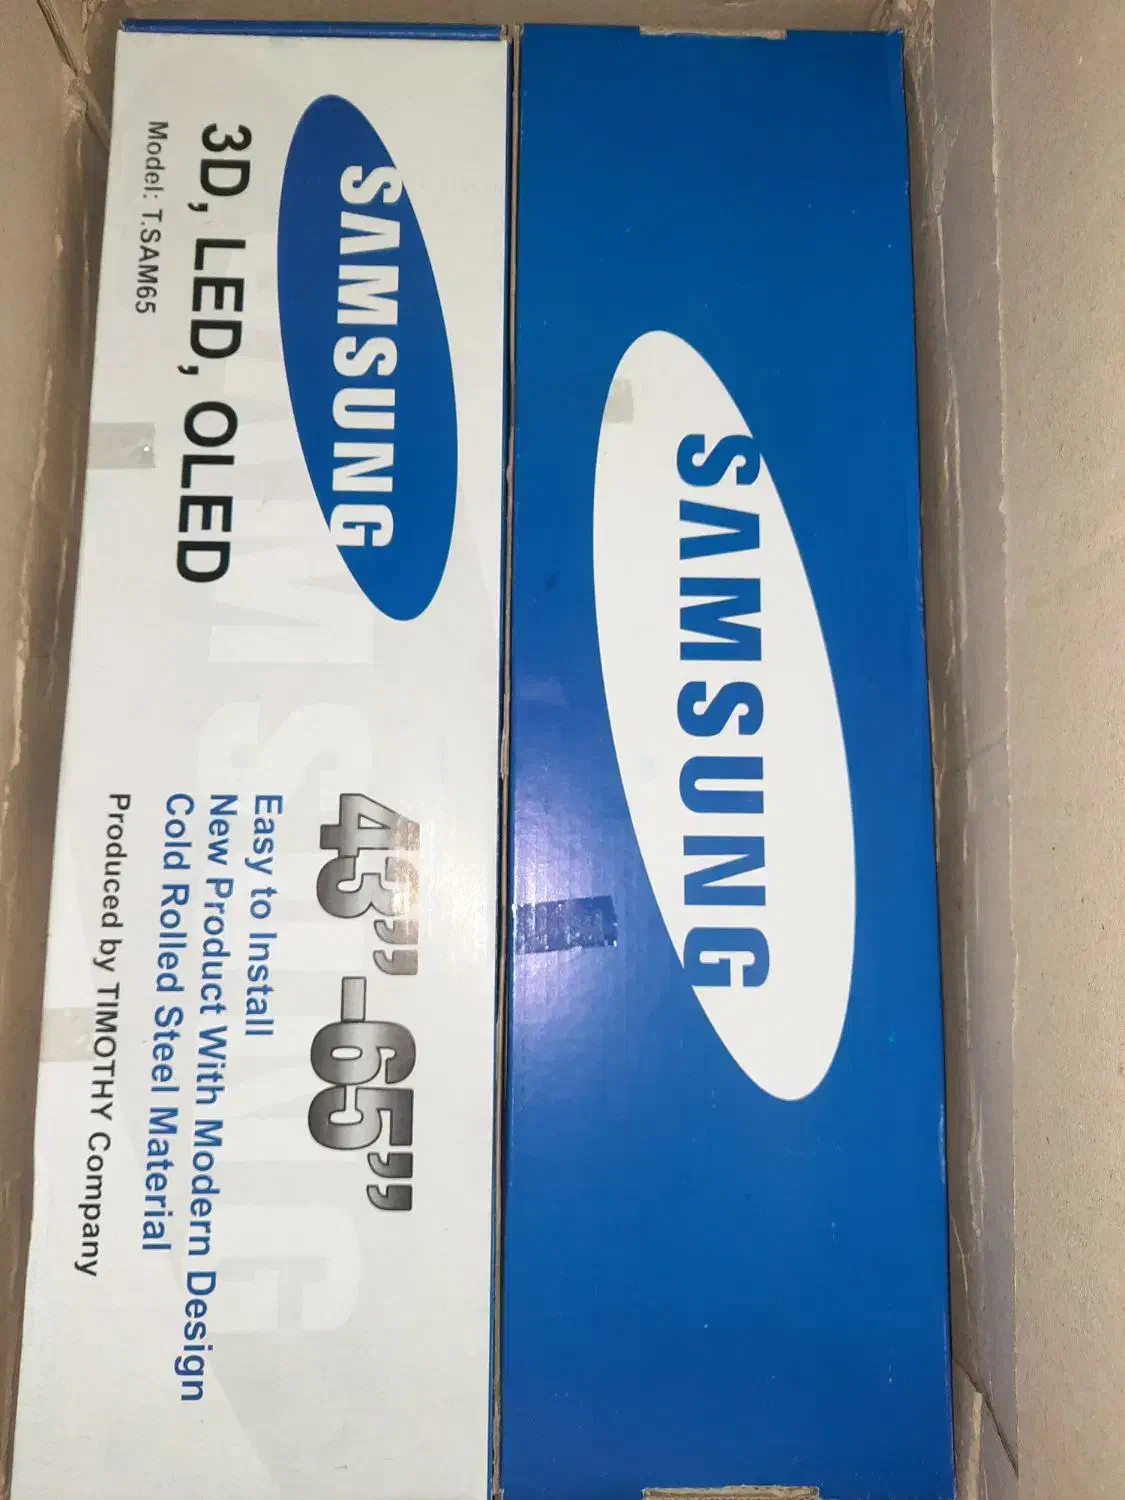 SAMSUNG
3D, LED, OLED
Model: T.SAM65
43”-65”
Easy to Install
New Product With Modern Design
Cold Rolled Steel Material
Produced by TIMOTHY Company
SAMSUNG
SAMSUNG